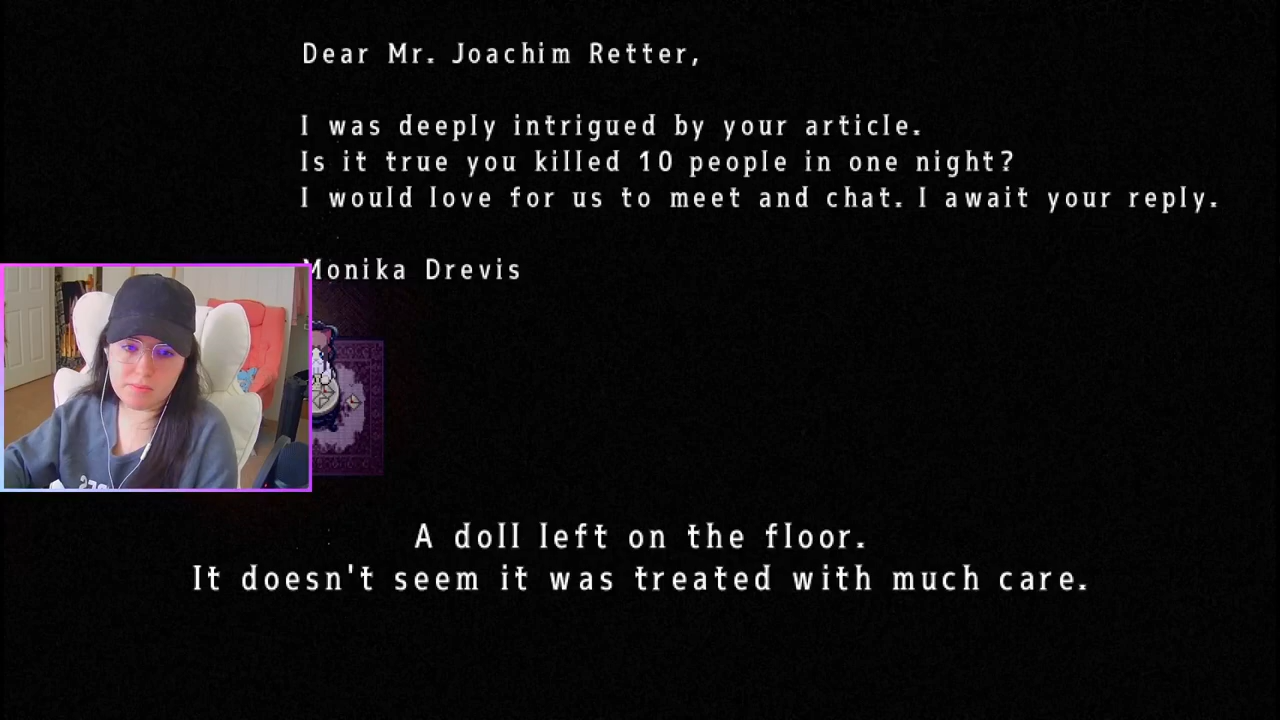 Dear Mr. Joachim Retter,
I was deeply intrigued by your article.
Is it true you killed 10 people in one night?
I would love for us to meet and chat. I await your reply.
Monika Drevis
A doll left on the floor.
It doesn't seem it was treated with much care.